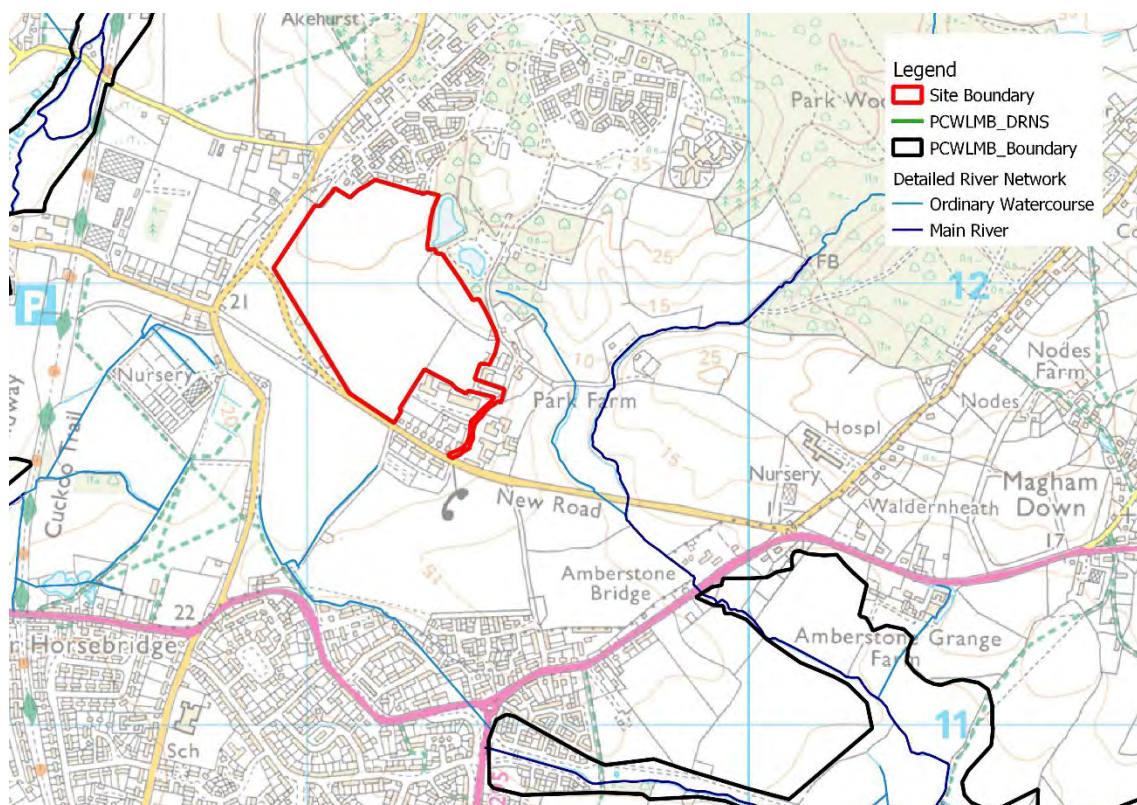 Akehurst
35
Park Woo
Legend
Site Boundary
PCWLMB_DRNS
PCWLMB_Boundary
Detailed River Network
Ordinary Watercourse
Main River
FB
25
12
P
21
15
Nursery
20
10
25
Park Farm
Nodes
Farm
Nodes
Hospl
Cuckoo Trail
15
Nursery
Magham
Down
Waldernheath
New Road
17
15
Amberstone
Bridge
22
Horsebridge
Amberstone
Grange
Farm
11
Sch